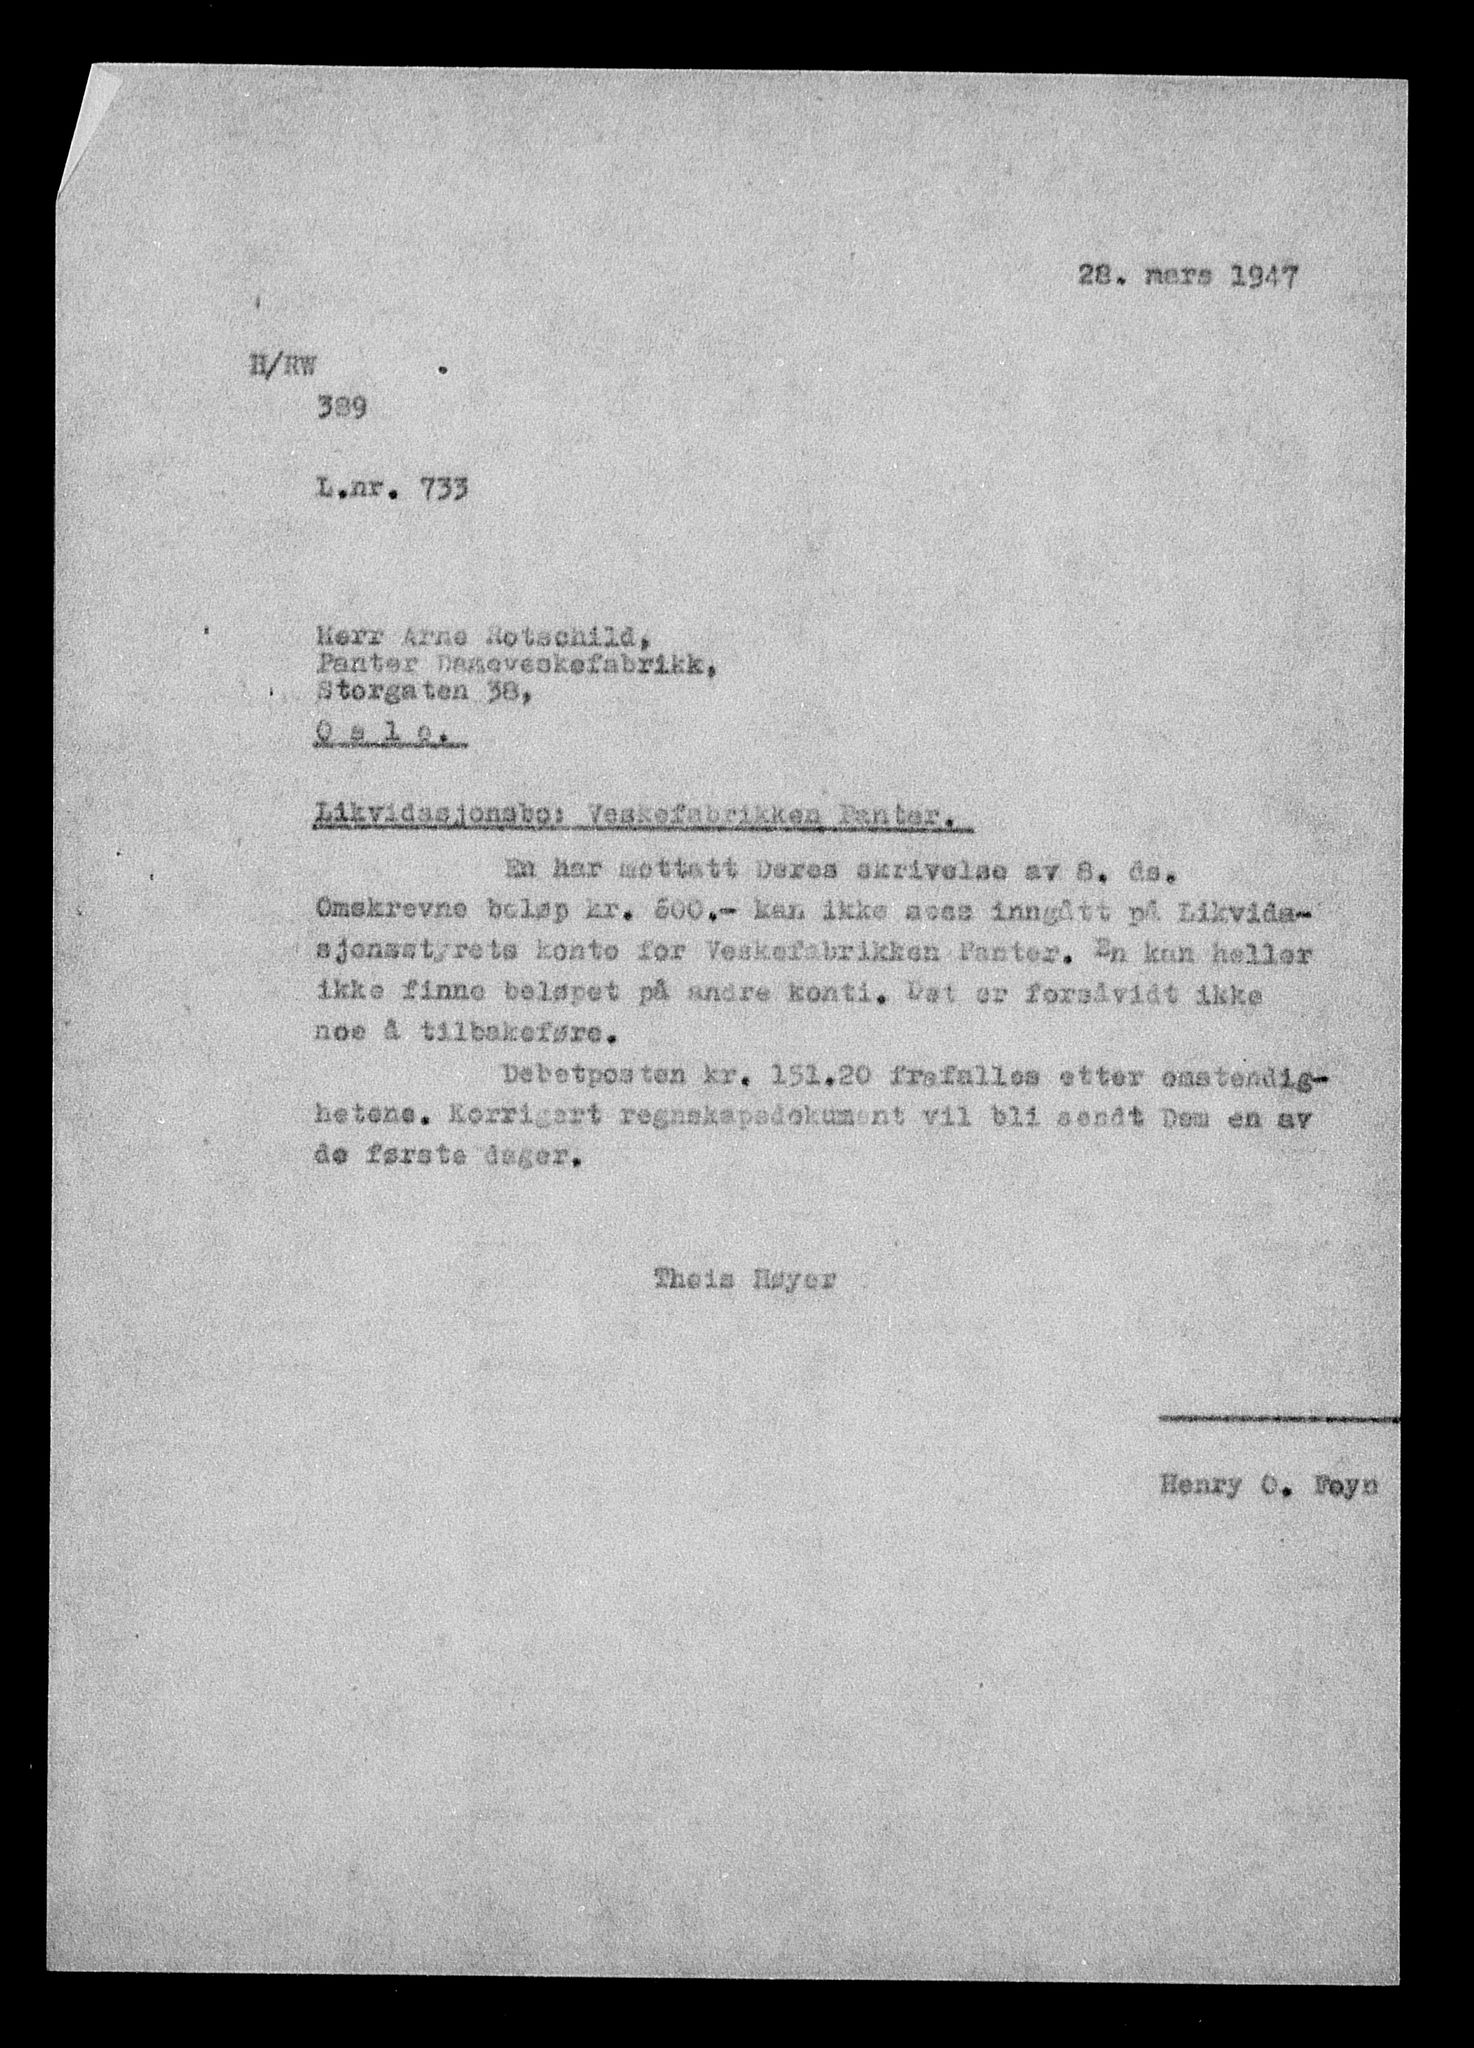 28. mars 1947
H/RW
389
L.nr. 733
Herr Arne Rotschild,
Panter Dameveskefabrikk,
Storgaten 38,
O s l o.
Likvidasjonsbo: Veskefabrikken Panter.
En har mottatt Deres skrivelse av 8. ds.
Omskrevne beløp kr. 600.- kan ikke sees inngått på Likvida-
sjonsstyrets konto for Veskefabrikken Panter. En kan heller
ikke finne beløpet på andre konti. Det er forsåvidt ikke
noe å tilbakeføre.
Debetposten kr. 151.20 frafalles etter omstendig-
hetene. Korrigert regnskapsdokument vil bli sendt Dem en av
de første dager.
Theis Høyer
Henry O. Foyn